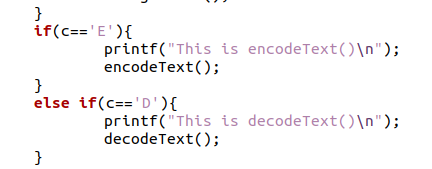 }
if(c=='E'){
printf("This is encodeText()\n");
encodeText();
}
else if(c=='D'){
printf("This is decodeText()\n");
decodeText();
}